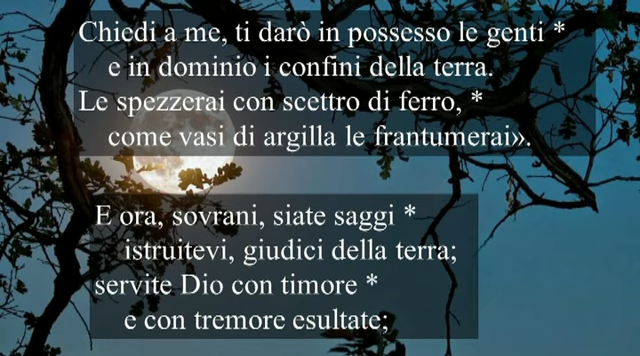 Chiedi a me, ti darò in possesso le genti *
e in dominio i confini della terra.
Le spezzerai con scettro di ferro, *
come vasi di argilla le frantumerai».
E ora, sovrani, siate saggi *
istruitevi, giudici della terra;
servite Dio con timore *
e con tremore esultate;